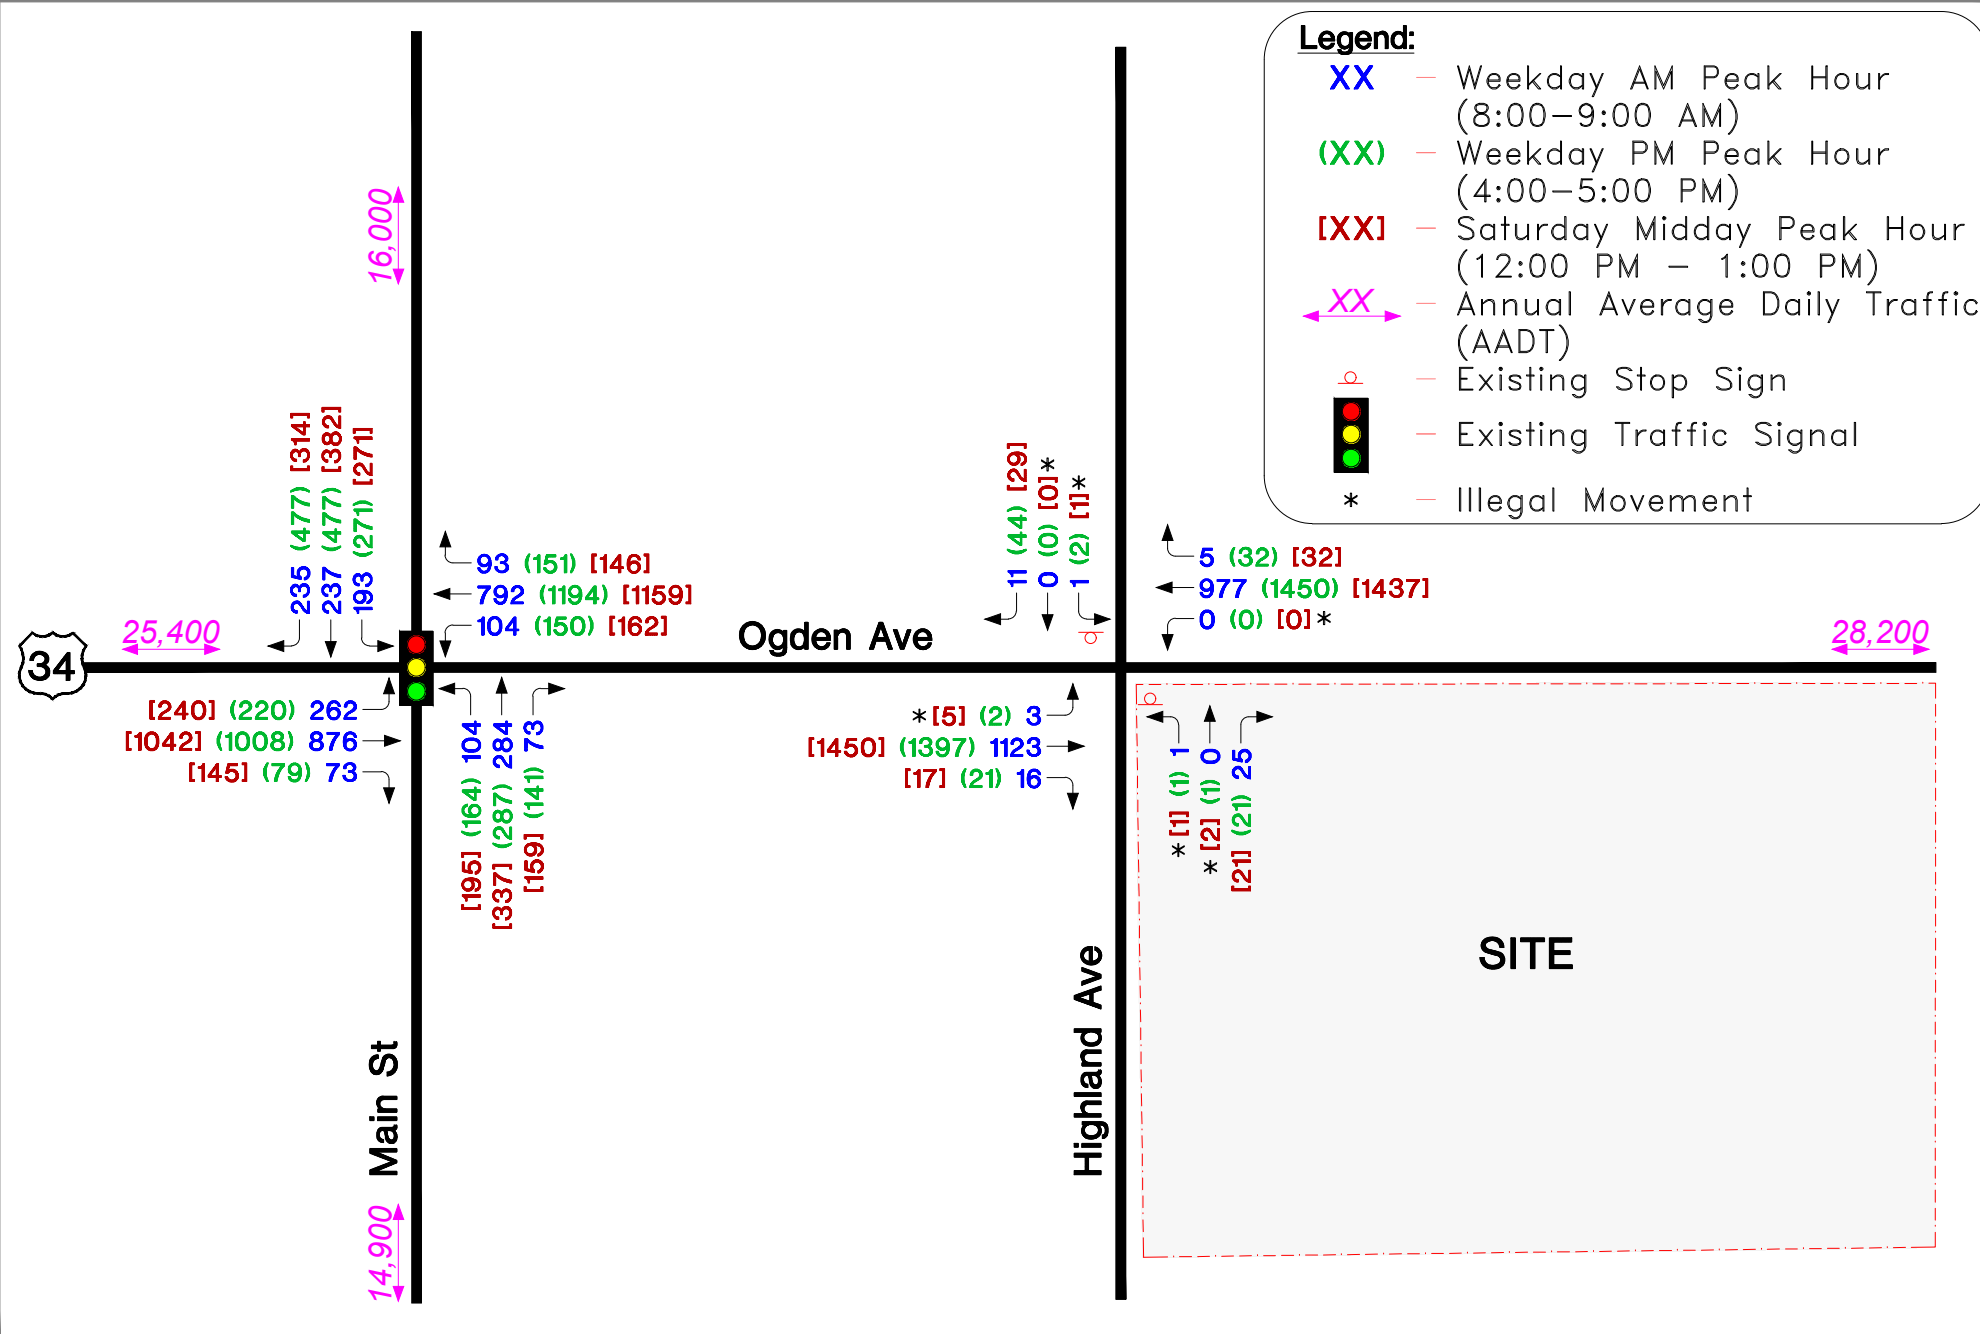 Legend:
XX — Weekday AM Peak Hour
(8:00-9:00 AM)
(XX) — Weekday PM Peak Hour
(4:00-5:00 PM)
[XX] — Saturday Midday Peak Hour
(12:00 PM - 1:00 PM)
XX — Annual Average Daily Traffic
(AADT)
— Existing Stop Sign
— Existing Traffic Signal
* — Illegal Movement
16,000
235 (477) [314]
237 (477) [382]
193 (271) [271]
93 (151) [146]
792 (1194) [1159]
104 (150) [162]
25,400
34
Ogden Ave
[240] (220) 262
[1042] (1008) 876
[145] (79) 73
[195] (164) 104
[337] (287) 284
[159] (141) 73
Main St
14,900
11 (44) [29]
0 (0) [0]*
1 (2) [1]*
5 (32) [32]
977 (1450) [1437]
0 (0) [0]*
28,200
*[5] (2) 3
[1450] (1397) 1123
[17] (21) 16
*[1] (1) 1
*[2] (1) 0
[21] (21) 25
Highland Ave
SITE